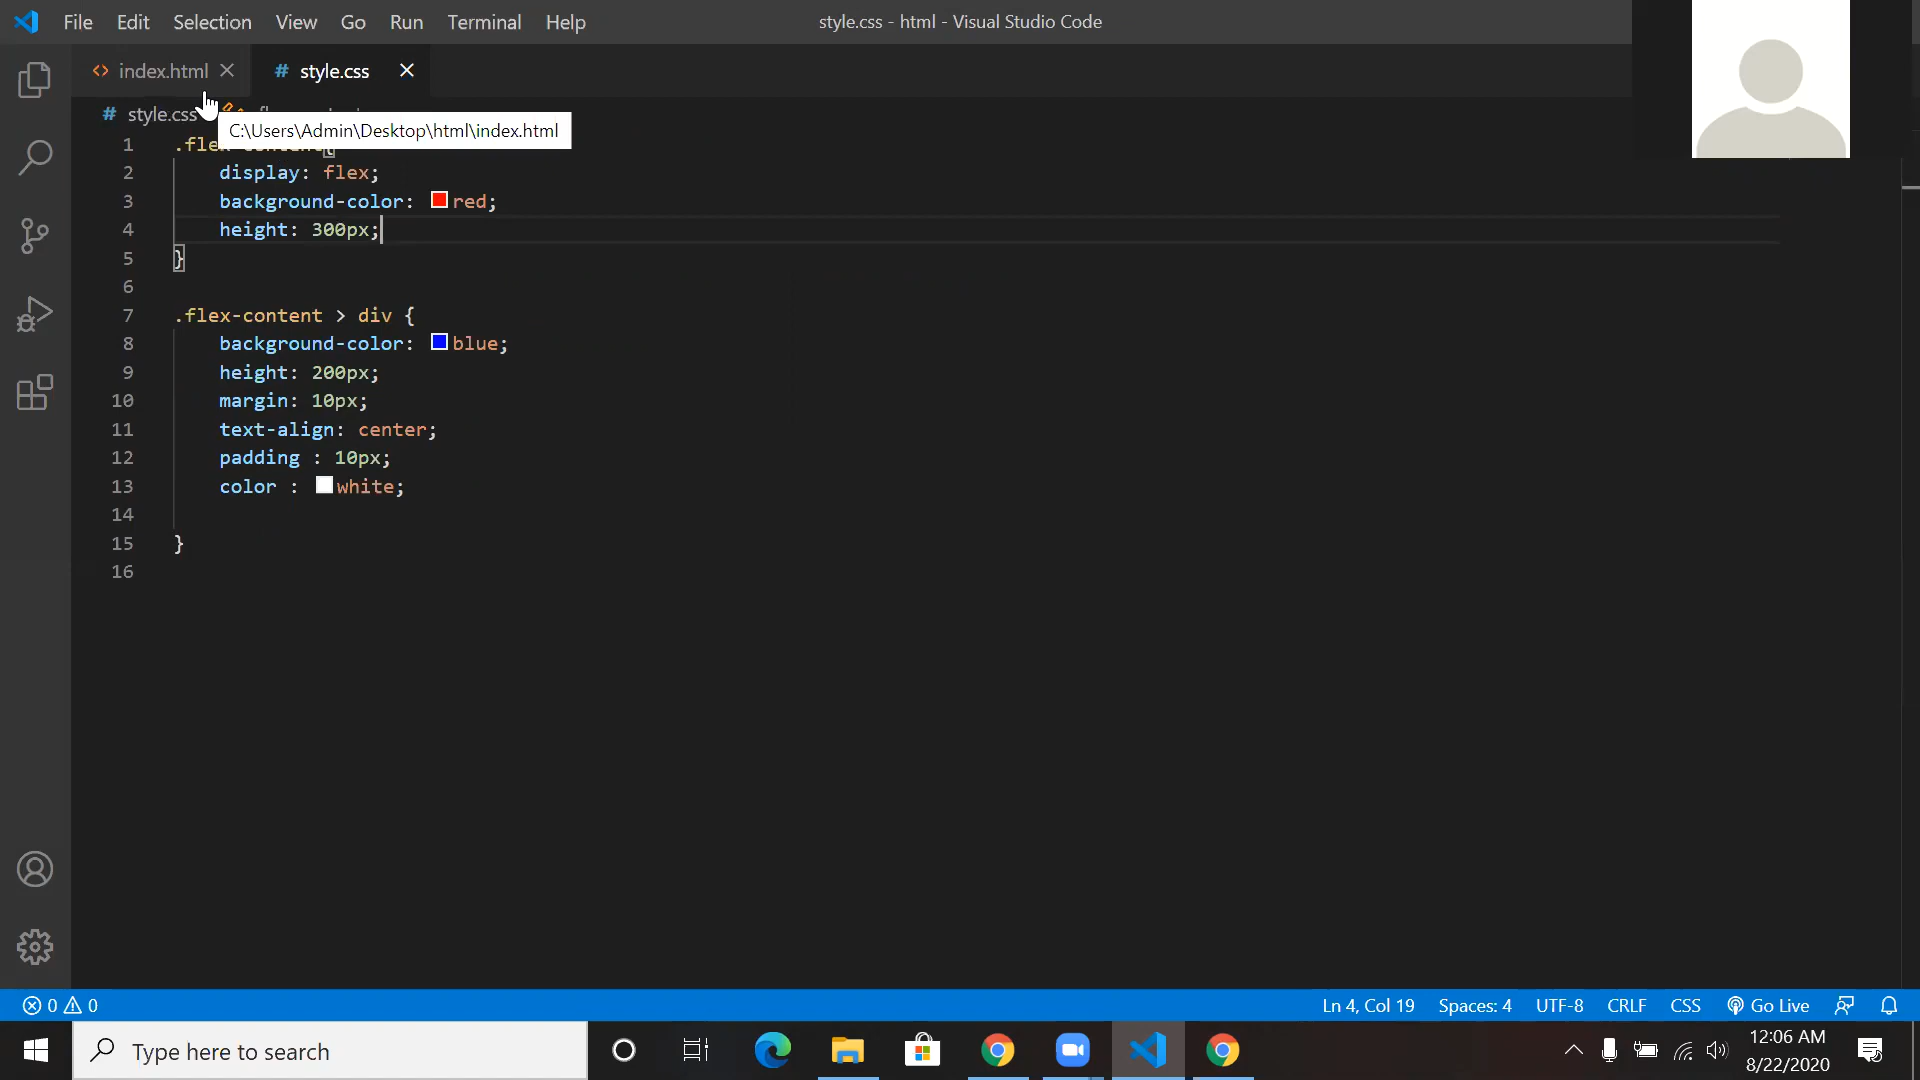 File Edit Selection View Go Run Terminal Help
style.css - html - Visual Studio Code
index.html
# style.css
# style.css
C:\Users\Admin\Desktop\html\index.html
1
2 display: flex;
3 background-color: red;
4 height: 300px;
5 }
6
7 .flex-content > div {
8 background-color: blue;
9 height: 200px;
10 margin: 10px;
11 text-align: center;
12 padding : 10px;
13 color : white;
14
15 }
16
0 0 Ln 4, Col 19 Spaces: 4 UTF-8 CRLF CSS Go Live
Type here to search
12:06 AM
8/22/2020